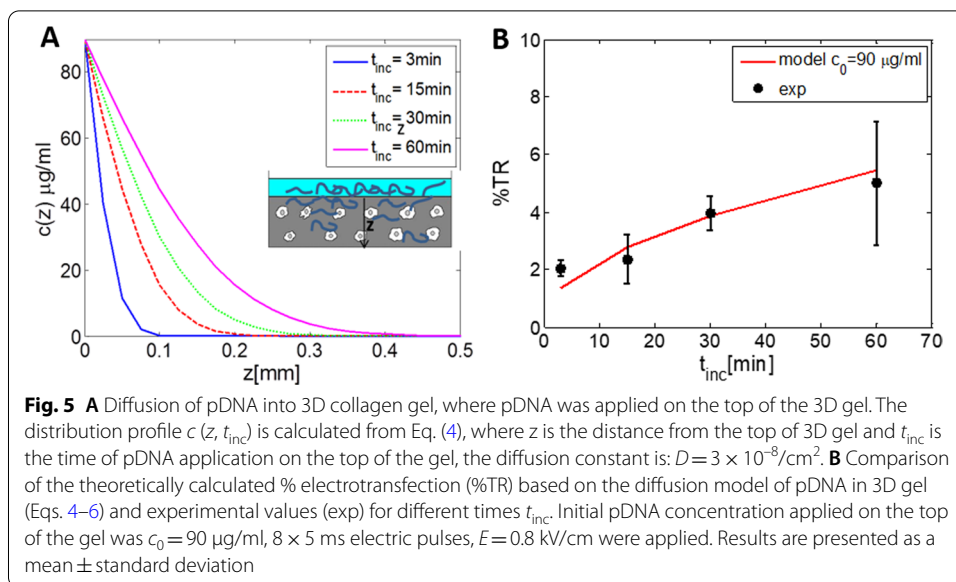 A
80
60
40
20
0
c(z) μg/ml
0
0.1
0.2
0.3
0.4
0.5
z[mm]
t_inc = 3min
t_inc = 15min
t_inc = 30min
z
t_inc = 60min
z
B
10
8
6
4
2
0
%TR
0
10
20
30
40
50
60
70
t_inc[min]
model c_0=90 μg/ml
exp
Fig. 5 A Diffusion of pDNA into 3D collagen gel, where pDNA was applied on the top of the 3D gel. The
distribution profile c (z, t_inc) is calculated from Eq. (4), where z is the distance from the top of 3D gel and t_inc is
the time of pDNA application on the top of the gel, the diffusion constant is: D = 3 × 10⁻⁸/cm². B Comparison
of the theoretically calculated % electrotransfection (%TR) based on the diffusion model of pDNA in 3D gel
(Eqs. 4–6) and experimental values (exp) for different times t_inc. Initial pDNA concentration applied on the top
of the gel was c₀ = 90 μg/ml, 8 × 5 ms electric pulses, E = 0.8 kV/cm were applied. Results are presented as a
mean ± standard deviation